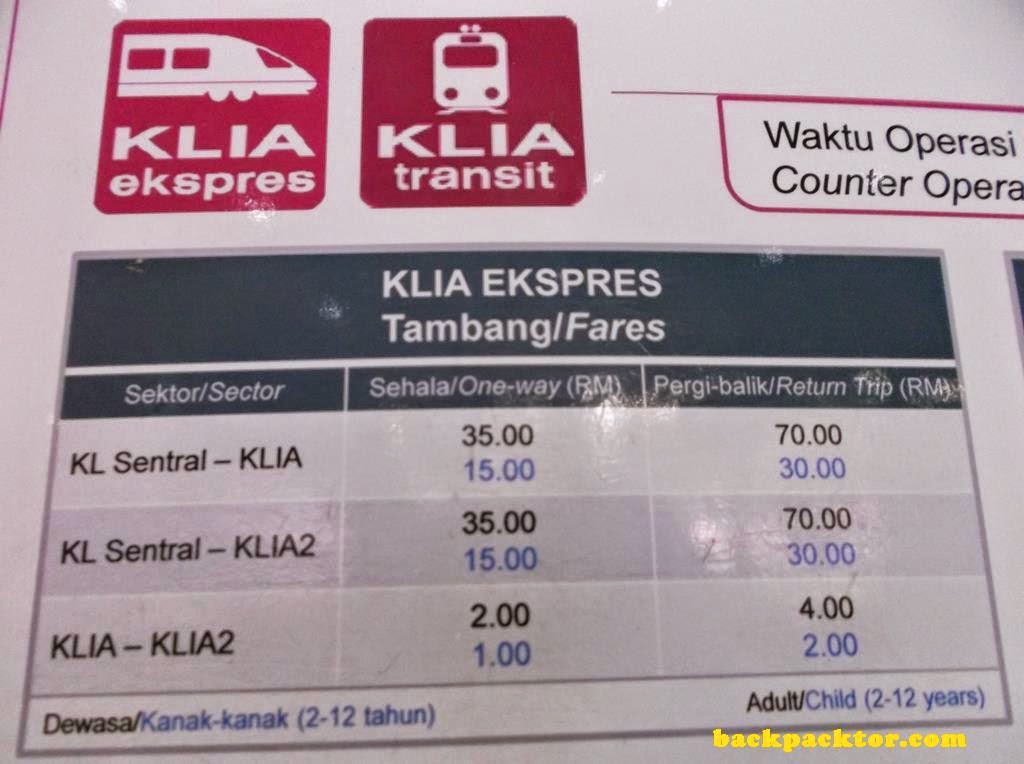 KLIA
ekspres
KLIA
transit
Waktu Operasi
Counter
KLIA EKSPRES
Tambang/Fares
Sektor/Sector Sehala/One-way (RM) Pergi-balik/Return Trip (RM)
KL Sentral – KLIA 35.00 70.00
15.00 30.00
KL Sentral – KLIA2 35.00 70.00
15.00 30.00
KLIA – KLIA2 2.00 4.00
1.00 2.00
Dewasa/Kanak-kanak (2-12 tahun) Adult/Child (2-12 years)
backpacktor.com